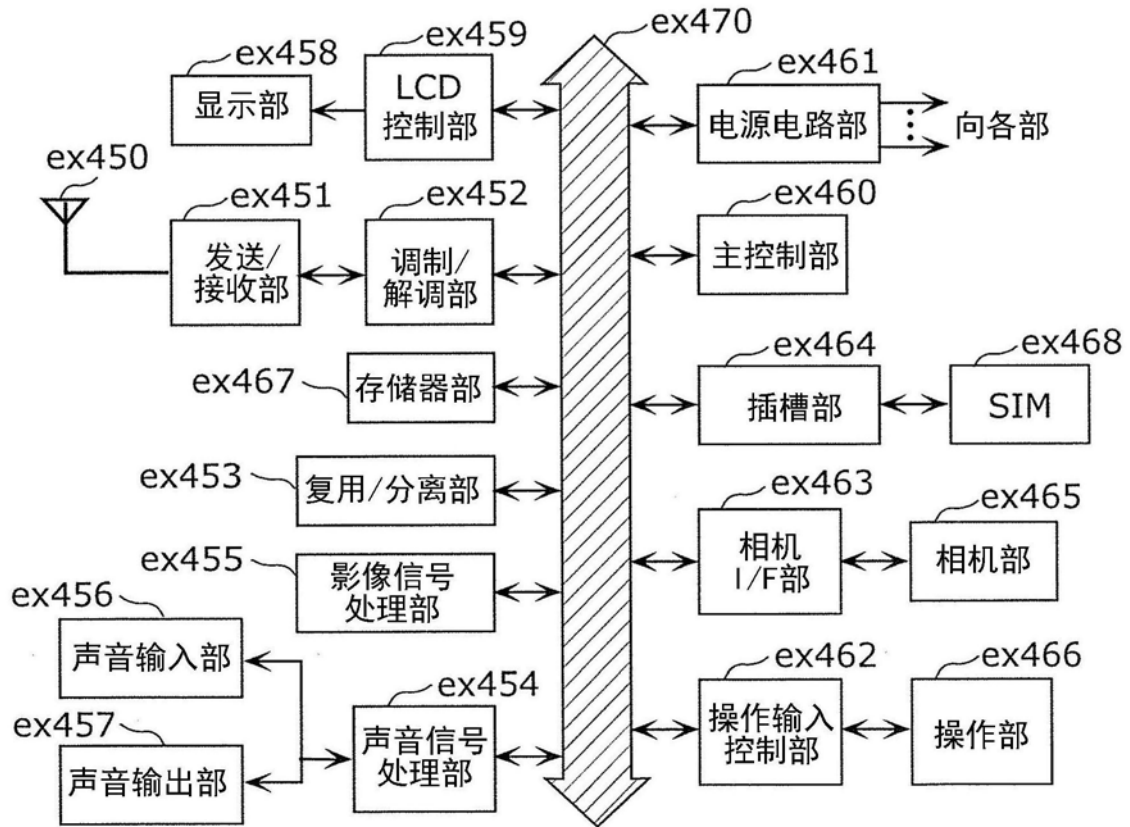 ex470
ex459
ex458
ex461
LCD
控制部
显示部
电源电路部
向各部
ex450
ex451
ex452
ex460
发送/
接收部
调制/
解调部
主控制部
ex464
ex468
ex467
存储器部
插槽部
SIM
ex453
复用/分离部
ex463
ex465
ex455
影像信号
处理部
相机
I/F部
相机部
ex456
声音输入部
ex454
ex462
ex466
ex457
声音输出部
声音信号
处理部
操作输入
控制部
操作部